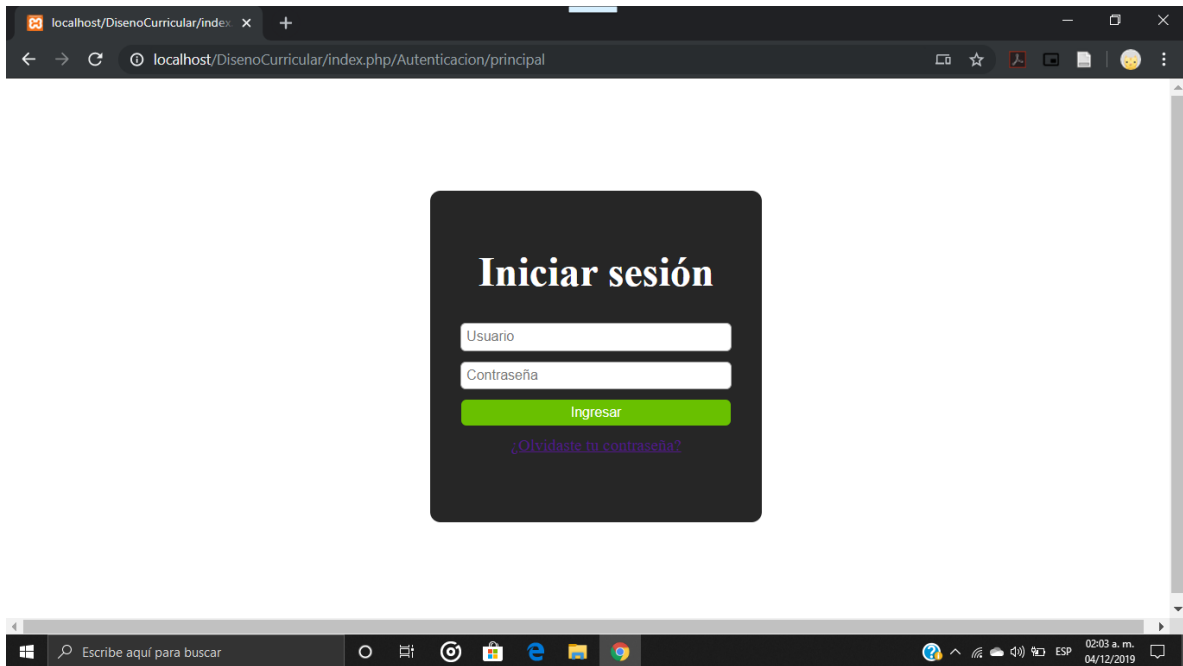 localhost/DisenoCurricular/index
localhost/DisenoCurricular/index.php/Autenticacion/principal
Iniciar sesión
Usuario
Contraseña
Ingresar
¿Olvidaste tu contraseña?
Escribe aquí para buscar
ESP
02:03 a. m.
04/12/2019